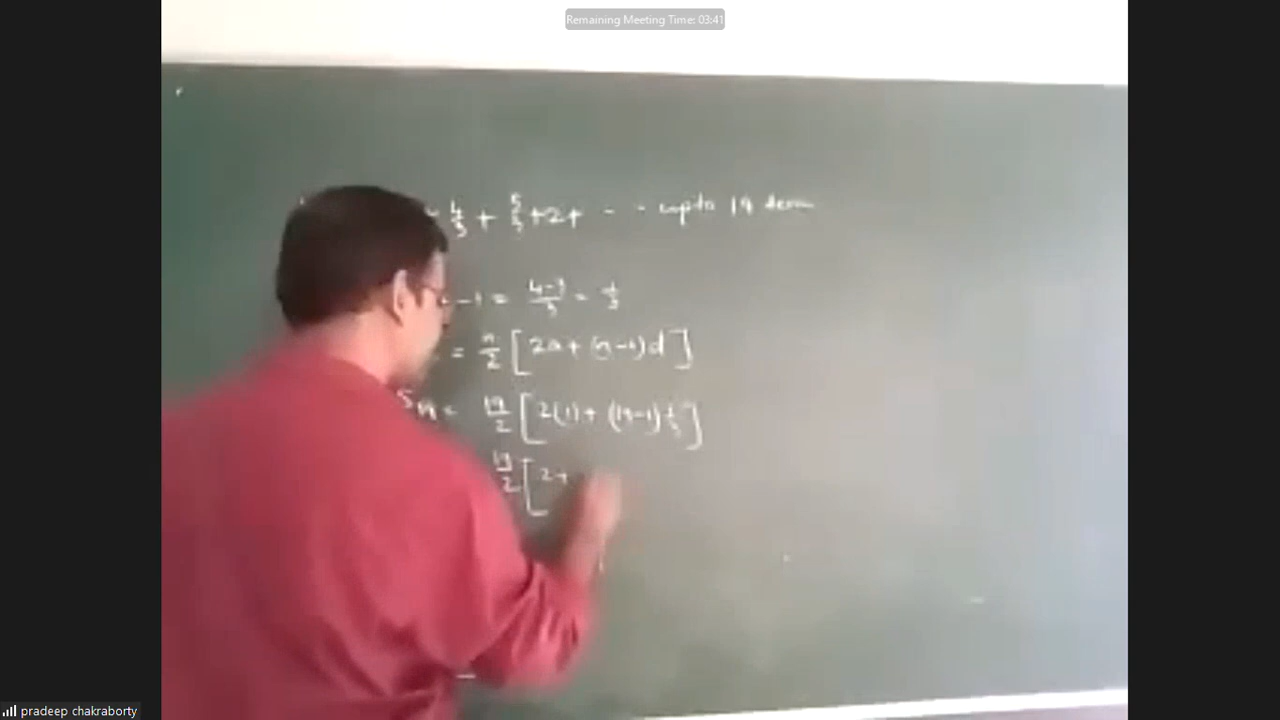 Remaining Meeting Time: 03:41
4/3 + 5/3 + 2 + - - upto 19 term
- 1 = (4-3)/3 = 1/3
= n/2 [2a + (n-1)d]
S19 = 19/2 [2(1) + (19-1) 1/3]
19/2 [2 +
pradeep chakraborty